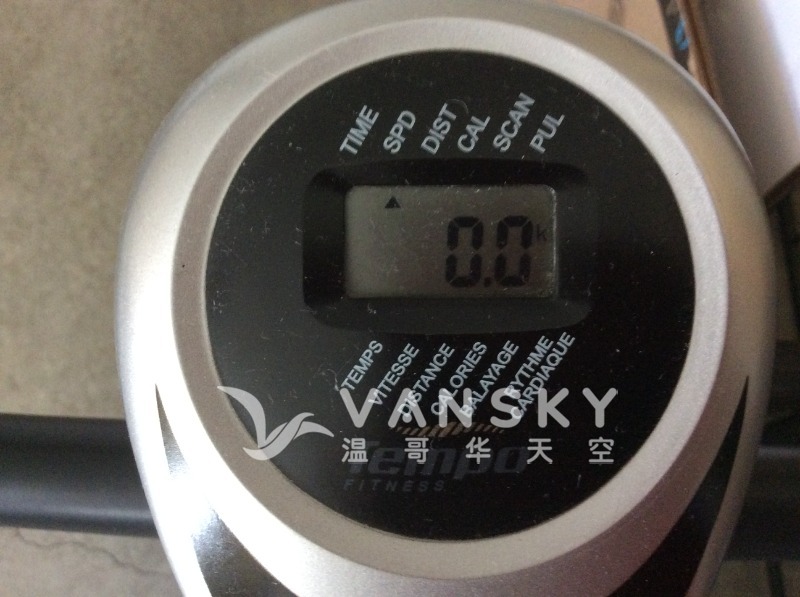 TIME SPD DIST CAL SCAN PUL
▲
0.0 k
TEMPS VITESSE DISTANCE CALORIES BALAYAGE RYTHME CARDIAQUE
VANSKY
温哥华天空
Tempo
FITNESS